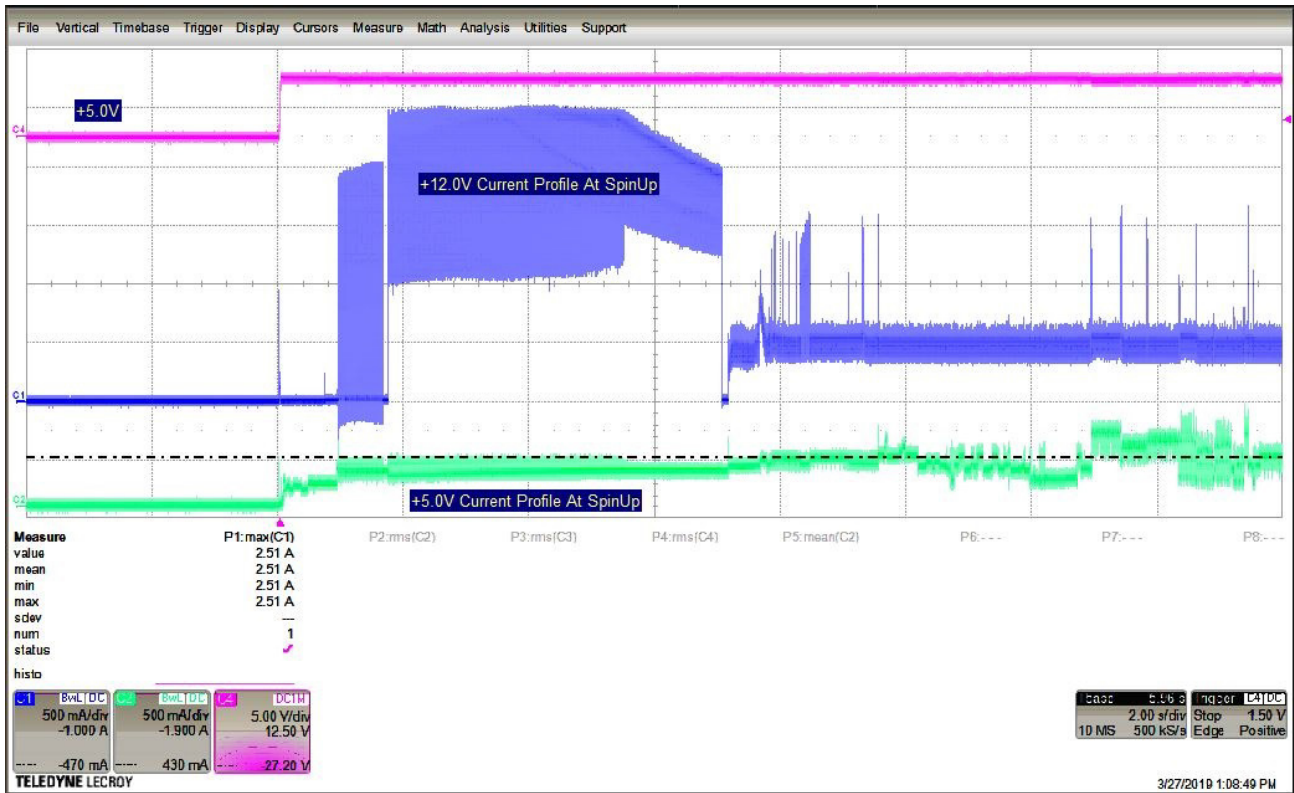 File Vertical Timebase Trigger Display Cursors Measure Math Analysis Utilities Support
C4
+5.0V
+12.0V Current Profile At SpinUp
C1
C2
+5.0V Current Profile At SpinUp
Measure P1:max(C1) P2:rms(C2) P3:rms(C3) P4:rms(C4) P5:mean(C2) P6:--- P7:--- P8:---
value 2.51 A
mean 2.51 A
min 2.51 A
max 2.51 A
sdev ---
num 1
status
histo
C1 BwL DC C2 BwL DC C4 DC1M
500 mA/div 500 mA/div 5.00 V/div
-1.000 A -1.900 A 12.50 V
---- -470 mA ---- 430 mA ---- -27.20 V
Tbase Trigger C4 DC
2.00 s/div Stop 1.50 V
10 MS 500 kS/s Edge Positive
TELEDYNE LECROY
3/27/2019 1:08:49 PM